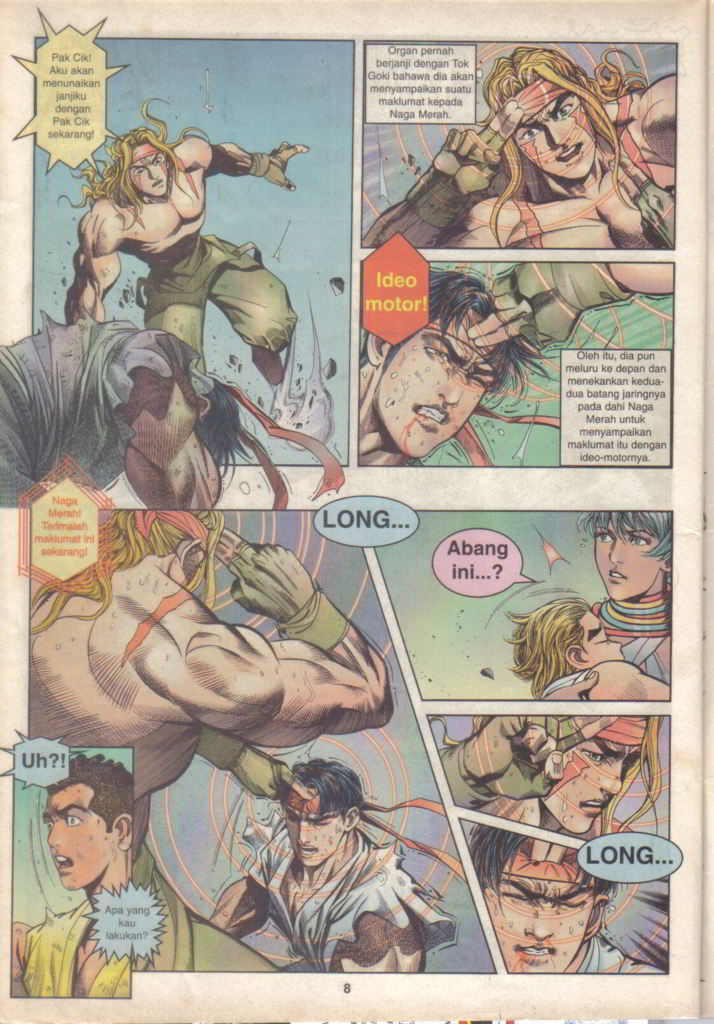 Pak Cik!
Aku akan
menunaikan
janjiku
dengan
Pak Cik
sekarang!
Organ pernah
berjanji dengan Tok
Goki bahawa dia akan
menyampaikan suatu
maklumat kepada
Naga Merah.
Ideo
motor!
Oleh itu, dia pun
meluru ke depan dan
menekankan kedua-
dua batang jaringnya
pada dahi Naga
Merah untuk
menyampaikan
maklumat itu dengan
ideo-motornya.
Naga
Merah!
Terimalah
maklumat ini
sekarang!
LONG...
Abang
ini...?
Uh?!
Apa yang
kau
lakukan?
LONG...
8